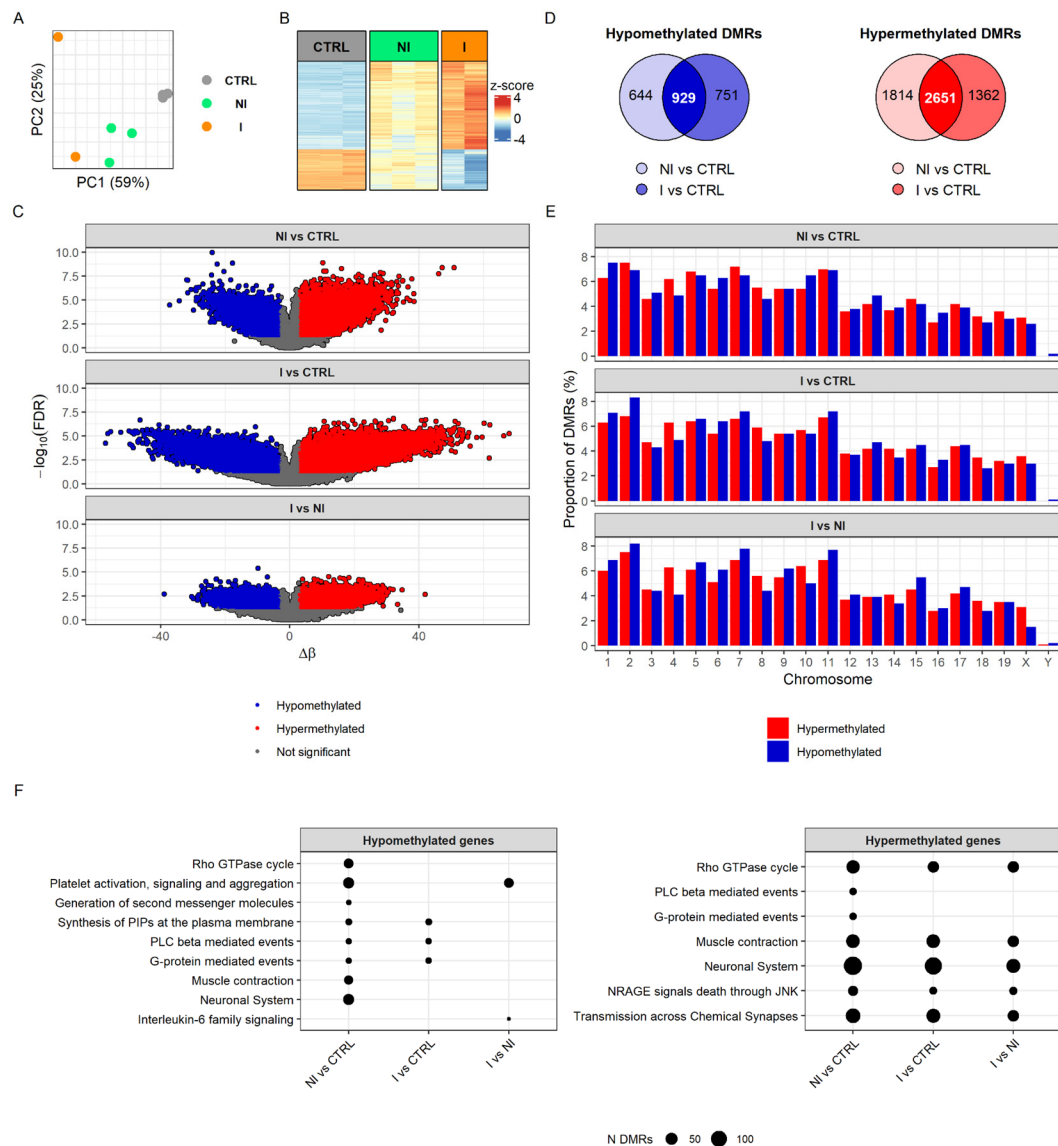 A
PC2 (25%)
PC1 (59%)
CTRL
NI
I
B
CTRL
NI
I
z-score
4
0
-4
D
Hypomethylated DMRs
644
929
751
NI vs CTRL
I vs CTRL
Hypermethylated DMRs
1814
2651
1362
NI vs CTRL
I vs CTRL
C
NI vs CTRL
10.0
7.5
5.0
2.5
0.0
I vs CTRL
10.0
7.5
5.0
2.5
0.0
I vs NI
10.0
7.5
5.0
2.5
0.0
−log10(FDR)
-40
0
40
Δβ
Hypomethylated
Hypermethylated
Not significant
E
NI vs CTRL
8
6
4
2
0
I vs CTRL
8
6
4
2
0
I vs NI
8
6
4
2
0
Proportion of DMRs (%)
1 2 3 4 5 6 7 8 9 10 11 12 13 14 15 16 17 18 19 X Y
Chromosome
Hypermethylated
Hypomethylated
F
Hypomethylated genes
Rho GTPase cycle
Platelet activation, signaling and aggregation
Generation of second messenger molecules
Synthesis of PIPs at the plasma membrane
PLC beta mediated events
G-protein mediated events
Muscle contraction
Neuronal System
Interleukin-6 family signaling
NI vs CTRL
I vs CTRL
I vs NI
Hypermethylated genes
Rho GTPase cycle
PLC beta mediated events
G-protein mediated events
Muscle contraction
Neuronal System
NRAGE signals death through JNK
Transmission across Chemical Synapses
NI vs CTRL
I vs CTRL
I vs NI
N DMRs 50 100